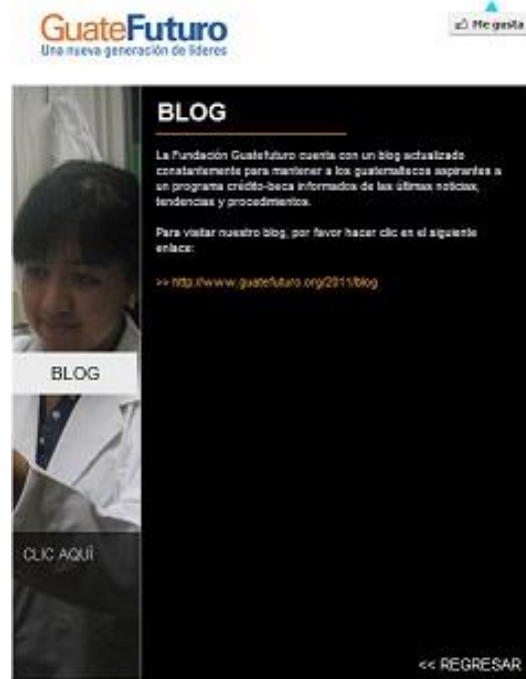 GuateFuturo
Una nueva generación de líderes
Me gusta
BLOG
La Fundación Guatefuturo cuenta con un blog actualizado
constantemente para mantener a los guatemaltecos aspirantes a
un programa crédito-beca informados de las últimas noticias,
tendencias y procedimientos.
Para visitar nuestro blog, por favor hacer clic en el siguiente
enlace:
>> http://www.guatefuturo.org/2011/blog
BLOG
CLIC AQUÍ
<< REGRESAR